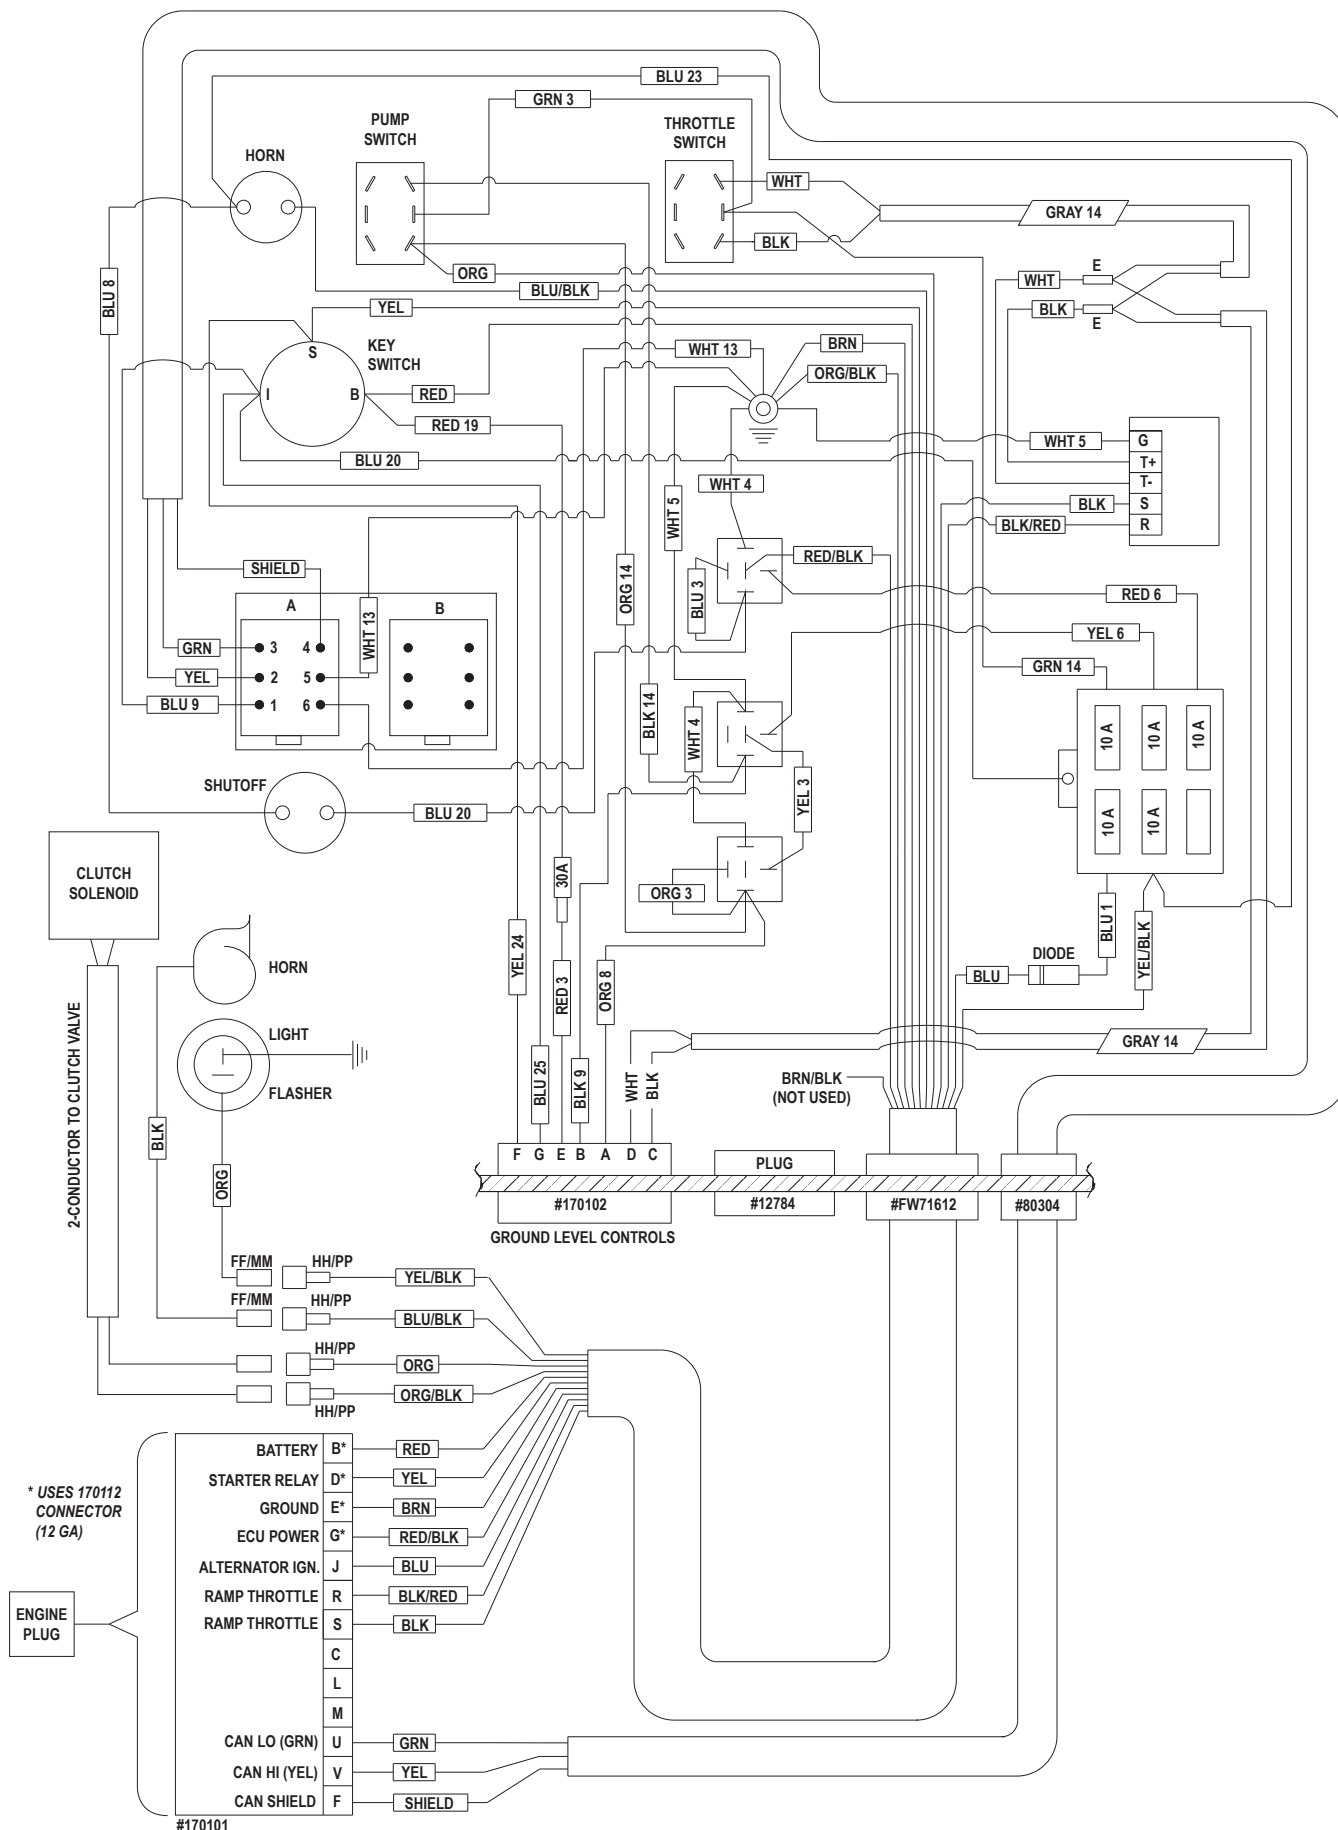 BLU 23
GRN 3
PUMP
SWITCH
THROTTLE
SWITCH
HORN
WHT
GRAY 14
BLK
ORG
BLU 8
BLU/BLK
YEL
E
WHT
BLK
E
S
KEY
SWITCH
I
B
WHT 13
BRN
ORG/BLK
RED
RED 19
BLU 20
WHT 5
G
T+
T-
S
R
BLK
BLK/RED
WHT 5
WHT 4
RED/BLK
BLU 3
ORG 14
RED 6
YEL 6
GRN 14
SHIELD
A
B
WHT 13
GRN
3
4
YEL
2
5
BLU 9
1
6
BLK 14
WHT 4
YEL 3
10 A
10 A
10 A
10 A
10 A
SHUTOFF
BLU 20
CLUTCH
SOLENOID
30A
ORG 3
BLU 1
YEL/BLK
DIODE
BLU
HORN
YEL 24
RED 3
ORG 8
LIGHT
FLASHER
BLU 25
BLK 9
WHT
BLK
GRAY 14
BRN/BLK
(NOT USED)
2-CONDUCTOR TO CLUTCH VALVE
BLK
ORG
F
G
E
B
A
D
C
PLUG
#170102
#12784
#FW71612
#80304
GROUND LEVEL CONTROLS
FF/MM
HH/PP
YEL/BLK
FF/MM
HH/PP
BLU/BLK
HH/PP
ORG
ORG/BLK
HH/PP
* USES 170112
CONNECTOR
(12 GA)
BATTERY B* RED
STARTER RELAY D* YEL
GROUND E* BRN
ECU POWER G* RED/BLK
ALTERNATOR IGN. J BLU
RAMP THROTTLE R BLK/RED
RAMP THROTTLE S BLK
ENGINE
PLUG
C
L
M
CAN LO (GRN) U GRN
CAN HI (YEL) V YEL
CAN SHIELD F SHIELD
#170101